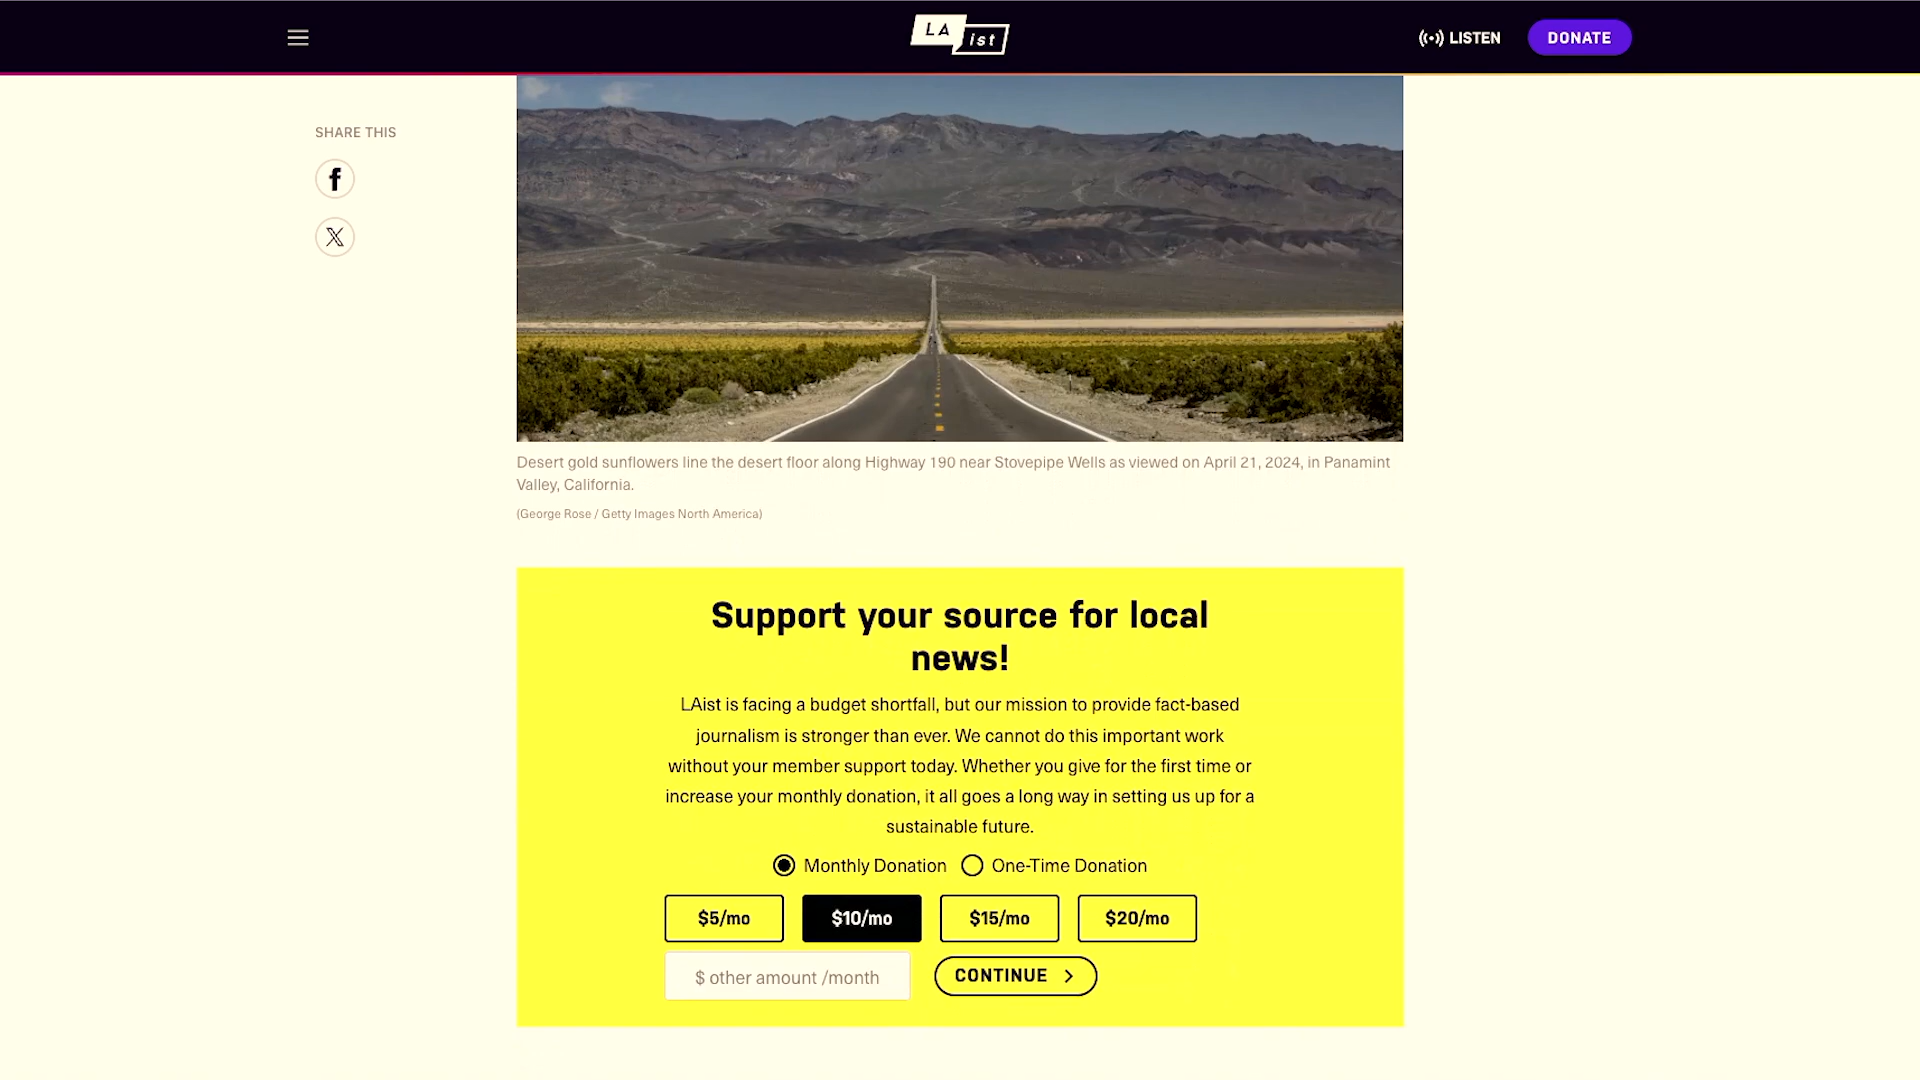 LA
ist
LISTEN
DONATE
SHARE THIS
Desert gold sunflowers line the desert floor along Highway 190 near Stovepipe Wells as viewed on April 21, 2024, in Panamint
Valley, California.
(George Rose / Getty Images North America)
Support your source for local
news!
LAist is facing a budget shortfall, but our mission to provide fact-based
journalism is stronger than ever. We cannot do this important work
without your member support today. Whether you give for the first time or
increase your monthly donation, it all goes a long way in setting us up for a
sustainable future.
Monthly Donation One-Time Donation
$5/mo $10/mo $15/mo $20/mo
$ other amount /month CONTINUE